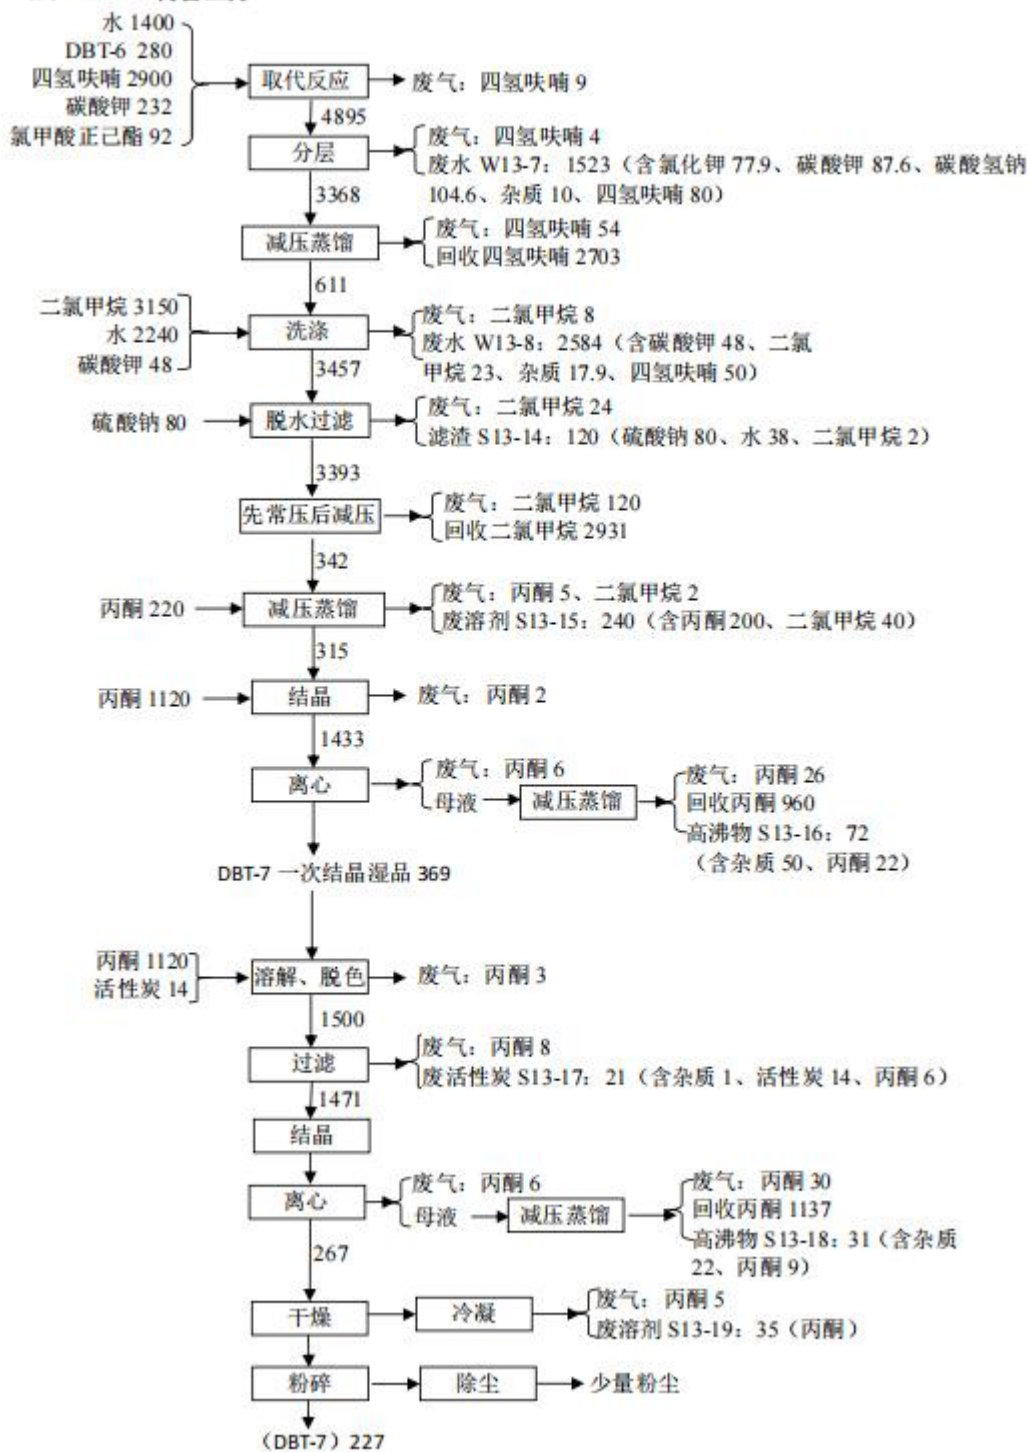 水 1400
DBT-6 280
四氢呋喃 2900
碳酸钾 232
氯甲酸正己酯 92
取代反应
废气：四氢呋喃 9
4895
分层
废气：四氢呋喃 4
废水 W13-7：1523（含氯化钾 77.9、碳酸钾 87.6、碳酸氢钠
104.6、杂质 10、四氢呋喃 80）
3368
减压蒸馏
废气：四氢呋喃 54
回收四氢呋喃 2703
611
二氯甲烷 3150
水 2240
碳酸钾 48
洗涤
废气：二氯甲烷 8
废水 W13-8：2584（含碳酸钾 48、二氯
甲烷 23、杂质 17.9、四氢呋喃 50）
3457
硫酸钠 80
脱水过滤
废气：二氯甲烷 24
滤渣 S13-14：120（硫酸钠 80、水 38、二氯甲烷 2）
3393
先常压后减压
废气：二氯甲烷 120
回收二氯甲烷 2931
342
丙酮 220
减压蒸馏
废气：丙酮 5、二氯甲烷 2
废溶剂 S13-15：240（含丙酮 200、二氯甲烷 40）
315
丙酮 1120
结晶
废气：丙酮 2
1433
离心
废气：丙酮 6
母液
减压蒸馏
废气：丙酮 26
回收丙酮 960
高沸物 S13-16：72
（含杂质 50、丙酮 22）
DBT-7 一次结晶湿品 369
丙酮 1120
活性炭 14
溶解、脱色
废气：丙酮 3
1500
过滤
废气：丙酮 8
废活性炭 S13-17：21（含杂质 1、活性炭 14、丙酮 6）
1471
结晶
离心
废气：丙酮 6
母液
减压蒸馏
废气：丙酮 30
回收丙酮 1137
高沸物 S13-18：31（含杂质
22、丙酮 9）
267
干燥
冷凝
废气：丙酮 5
废溶剂 S13-19：35（丙酮）
粉碎
除尘
少量粉尘
（DBT-7）227